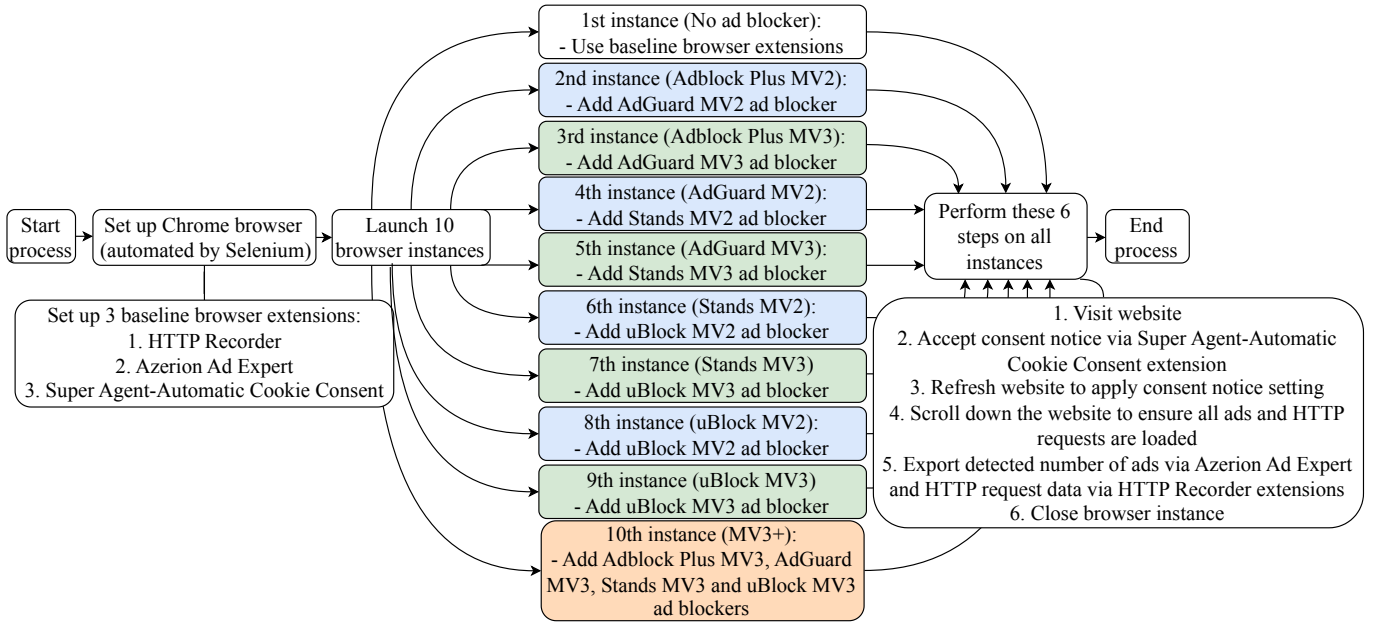 Start
process
Set up Chrome browser
(automated by Selenium)
Set up 3 baseline browser extensions:
1. HTTP Recorder
2. Azerion Ad Expert
3. Super Agent-Automatic Cookie Consent
Launch 10
browser instances
1st instance (No ad blocker):
- Use baseline browser extensions
2nd instance (Adblock Plus MV2):
- Add AdGuard MV2 ad blocker
3rd instance (Adblock Plus MV3):
- Add AdGuard MV3 ad blocker
4th instance (AdGuard MV2):
- Add Stands MV2 ad blocker
5th instance (AdGuard MV3):
- Add Stands MV3 ad blocker
6th instance (Stands MV2):
- Add uBlock MV2 ad blocker
7th instance (Stands MV3)
- Add uBlock MV3 ad blocker
8th instance (uBlock MV2):
- Add uBlock MV2 ad blocker
9th instance (uBlock MV3)
- Add uBlock MV3 ad blocker
10th instance (MV3+):
- Add Adblock Plus MV3, AdGuard
MV3, Stands MV3 and uBlock MV3
ad blockers
Perform these 6
steps on all
instances
End
process
1. Visit website
2. Accept consent notice via Super Agent-Automatic
Cookie Consent extension
3. Refresh website to apply consent notice setting
4. Scroll down the website to ensure all ads and HTTP
requests are loaded
5. Export detected number of ads via Azerion Ad Expert
and HTTP request data via HTTP Recorder extensions
6. Close browser instance